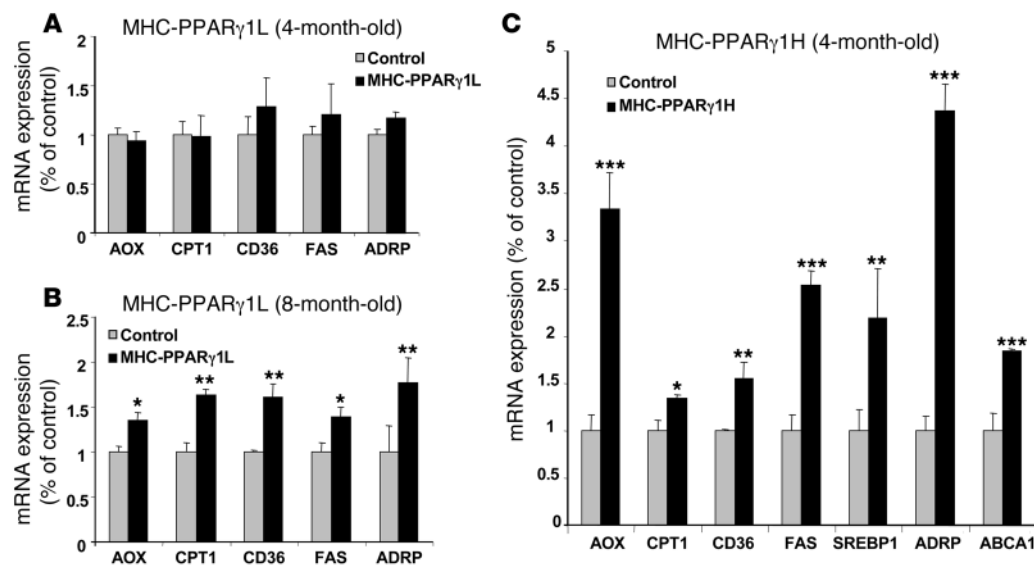 A
MHC-PPARγ1L (4-month-old)
mRNA expression
(% of control)
2
1.5
1
0.5
0
Control
MHC-PPARγ1L
AOX CPT1 CD36 FAS ADRP
B
MHC-PPARγ1L (8-month-old)
mRNA expression
(% of control)
2.5
2
1.5
1
0.5
0
Control
MHC-PPARγ1L
* ** ** * **
AOX CPT1 CD36 FAS ADRP
C
MHC-PPARγ1H (4-month-old)
mRNA expression (% of control)
5
4.5
4
3.5
3
2.5
2
1.5
1
0.5
0
Control
MHC-PPARγ1H
*** * ** *** ** *** ***
AOX CPT1 CD36 FAS SREBP1 ADRP ABCA1